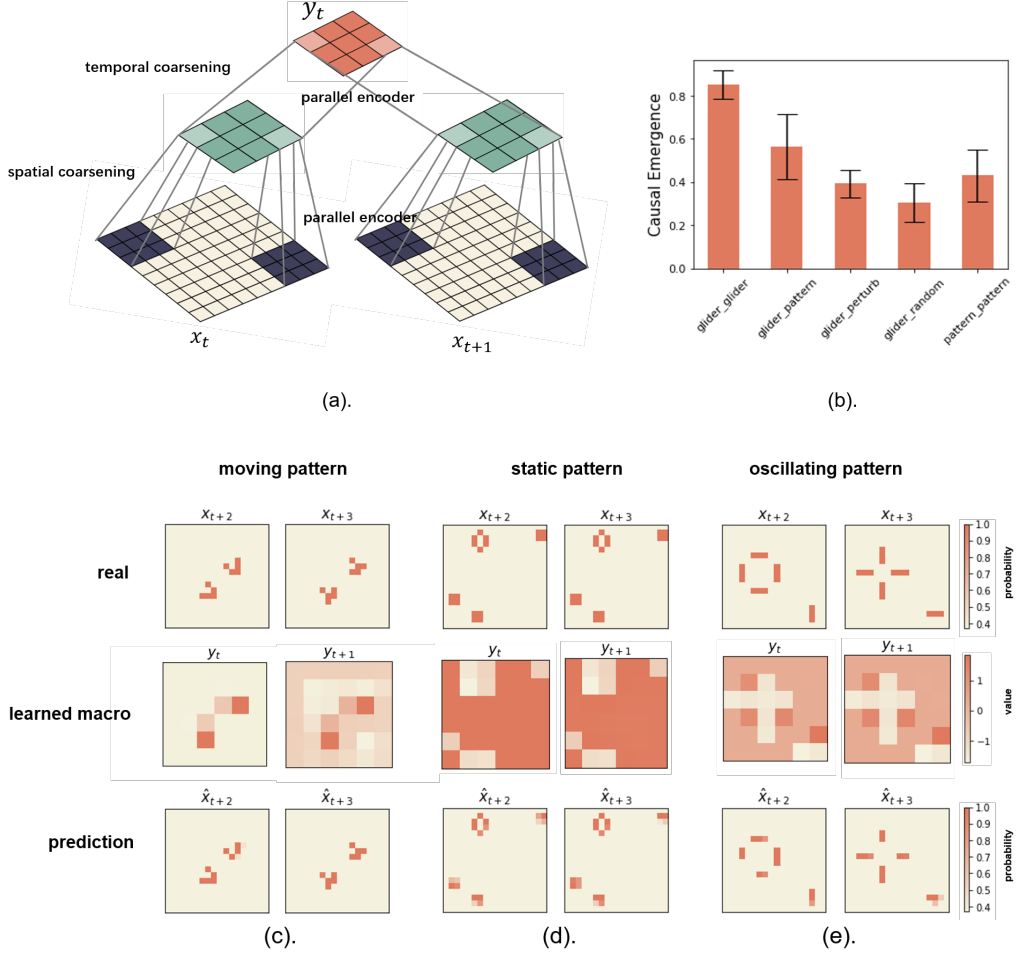 y_t
temporal coarsening
parallel encoder
spatial coarsening
parallel encoder
x_t
x_{t+1}
(a).
Causal Emergence
0.8
0.6
0.4
0.2
0.0
glider_glider
glider_pattern
glider_perturb
glider_random
pattern_pattern
(b).
moving pattern
static pattern
oscillating pattern
real
x_{t+2}
x_{t+3}
x_{t+2}
x_{t+3}
x_{t+2}
x_{t+3}
1.0
0.9
0.8
0.7
0.6
0.5
0.4
probability
learned macro
y_t
y_{t+1}
y_t
y_{t+1}
y_t
y_{t+1}
1
0
−1
value
prediction
x̂_{t+2}
x̂_{t+3}
x̂_{t+2}
x̂_{t+3}
x̂_{t+2}
x̂_{t+3}
1.0
0.9
0.8
0.7
0.6
0.5
0.4
probability
(c).
(d).
(e).